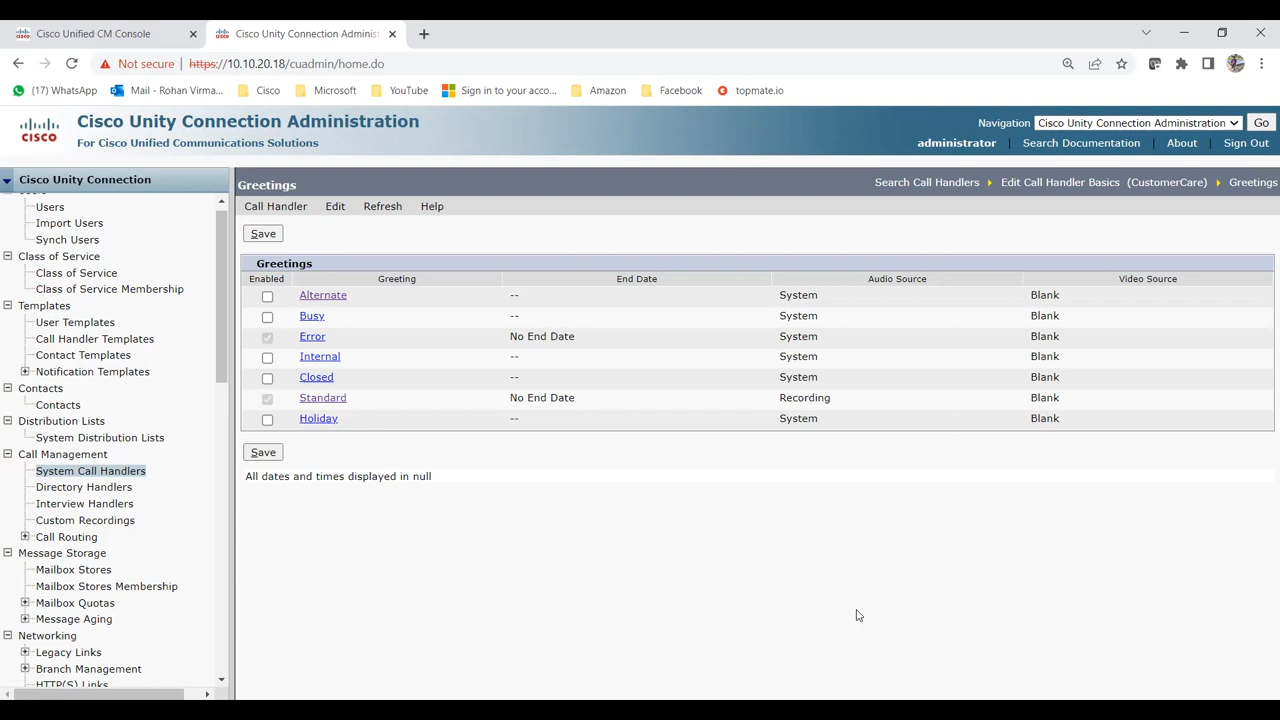 Cisco Unified CM Console
Cisco Unity Connection Administ
Not secure | https://10.10.20.18/cuadmin/home.do
(17) WhatsApp Mail - Rohan Virma... Cisco Microsoft YouTube Sign in to your acco... Amazon Facebook topmate.io
CISCO
Cisco Unity Connection Administration
For Cisco Unified Communications Solutions
Navigation Cisco Unity Connection Administration Go
administrator | Search Documentation | About | Sign Out
Cisco Unity Connection
Users
Import Users
Synch Users
Class of Service
Class of Service
Class of Service Membership
Templates
User Templates
Call Handler Templates
Contact Templates
Notification Templates
Contacts
Contacts
Distribution Lists
System Distribution Lists
Call Management
System Call Handlers
Directory Handlers
Interview Handlers
Custom Recordings
Call Routing
Message Storage
Mailbox Stores
Mailbox Stores Membership
Mailbox Quotas
Message Aging
Networking
Legacy Links
Branch Management
HTTP(S) Links
Greetings
Search Call Handlers Edit Call Handler Basics (CustomerCare) Greetings
Call Handler Edit Refresh Help
Save
Greetings
Enabled Greeting End Date Audio Source Video Source
Alternate -- System Blank
Busy -- System Blank
Error No End Date System Blank
Internal -- System Blank
Closed -- System Blank
Standard No End Date Recording Blank
Holiday -- System Blank
Save
All dates and times displayed in null